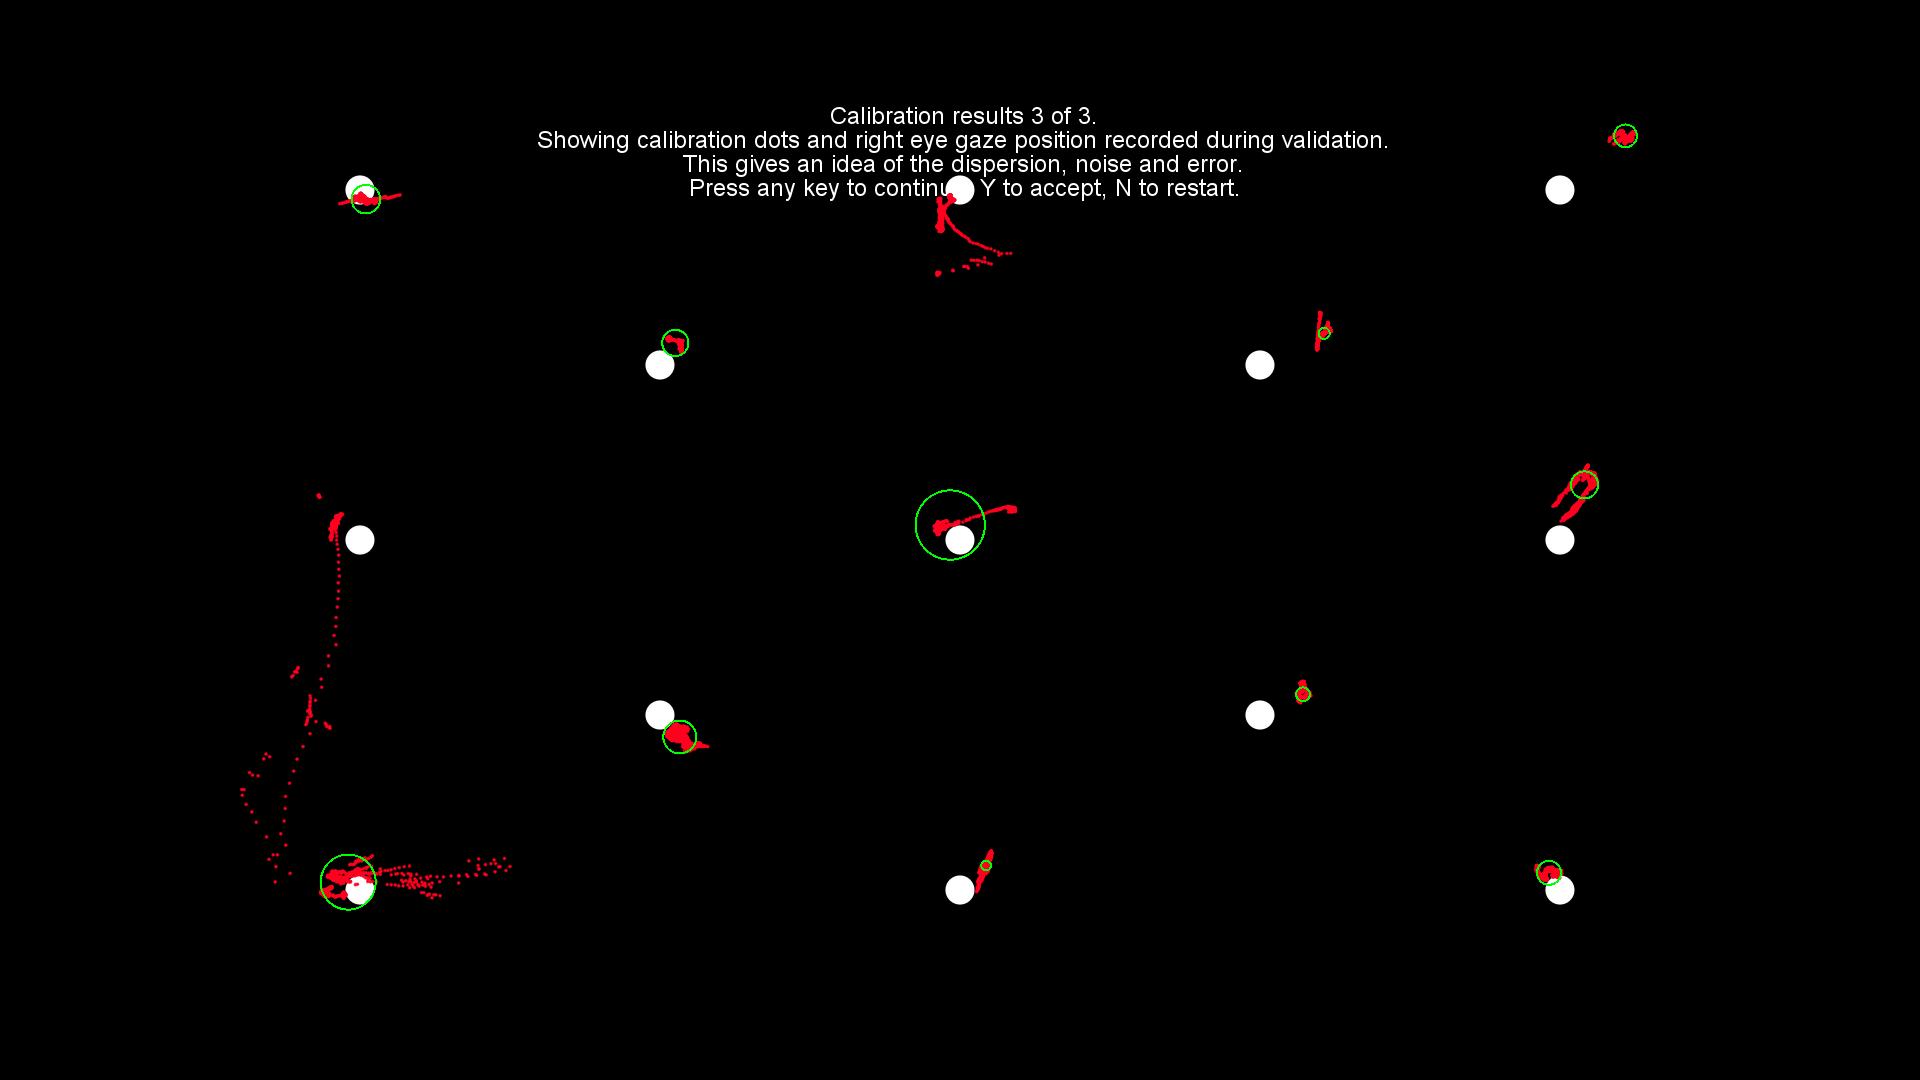 Calibration results 3 of 3.
Showing calibration dots and right eye gaze position recorded during validation.
This gives an idea of the dispersion, noise and error.
Press any key to continu Y to accept, N to restart.